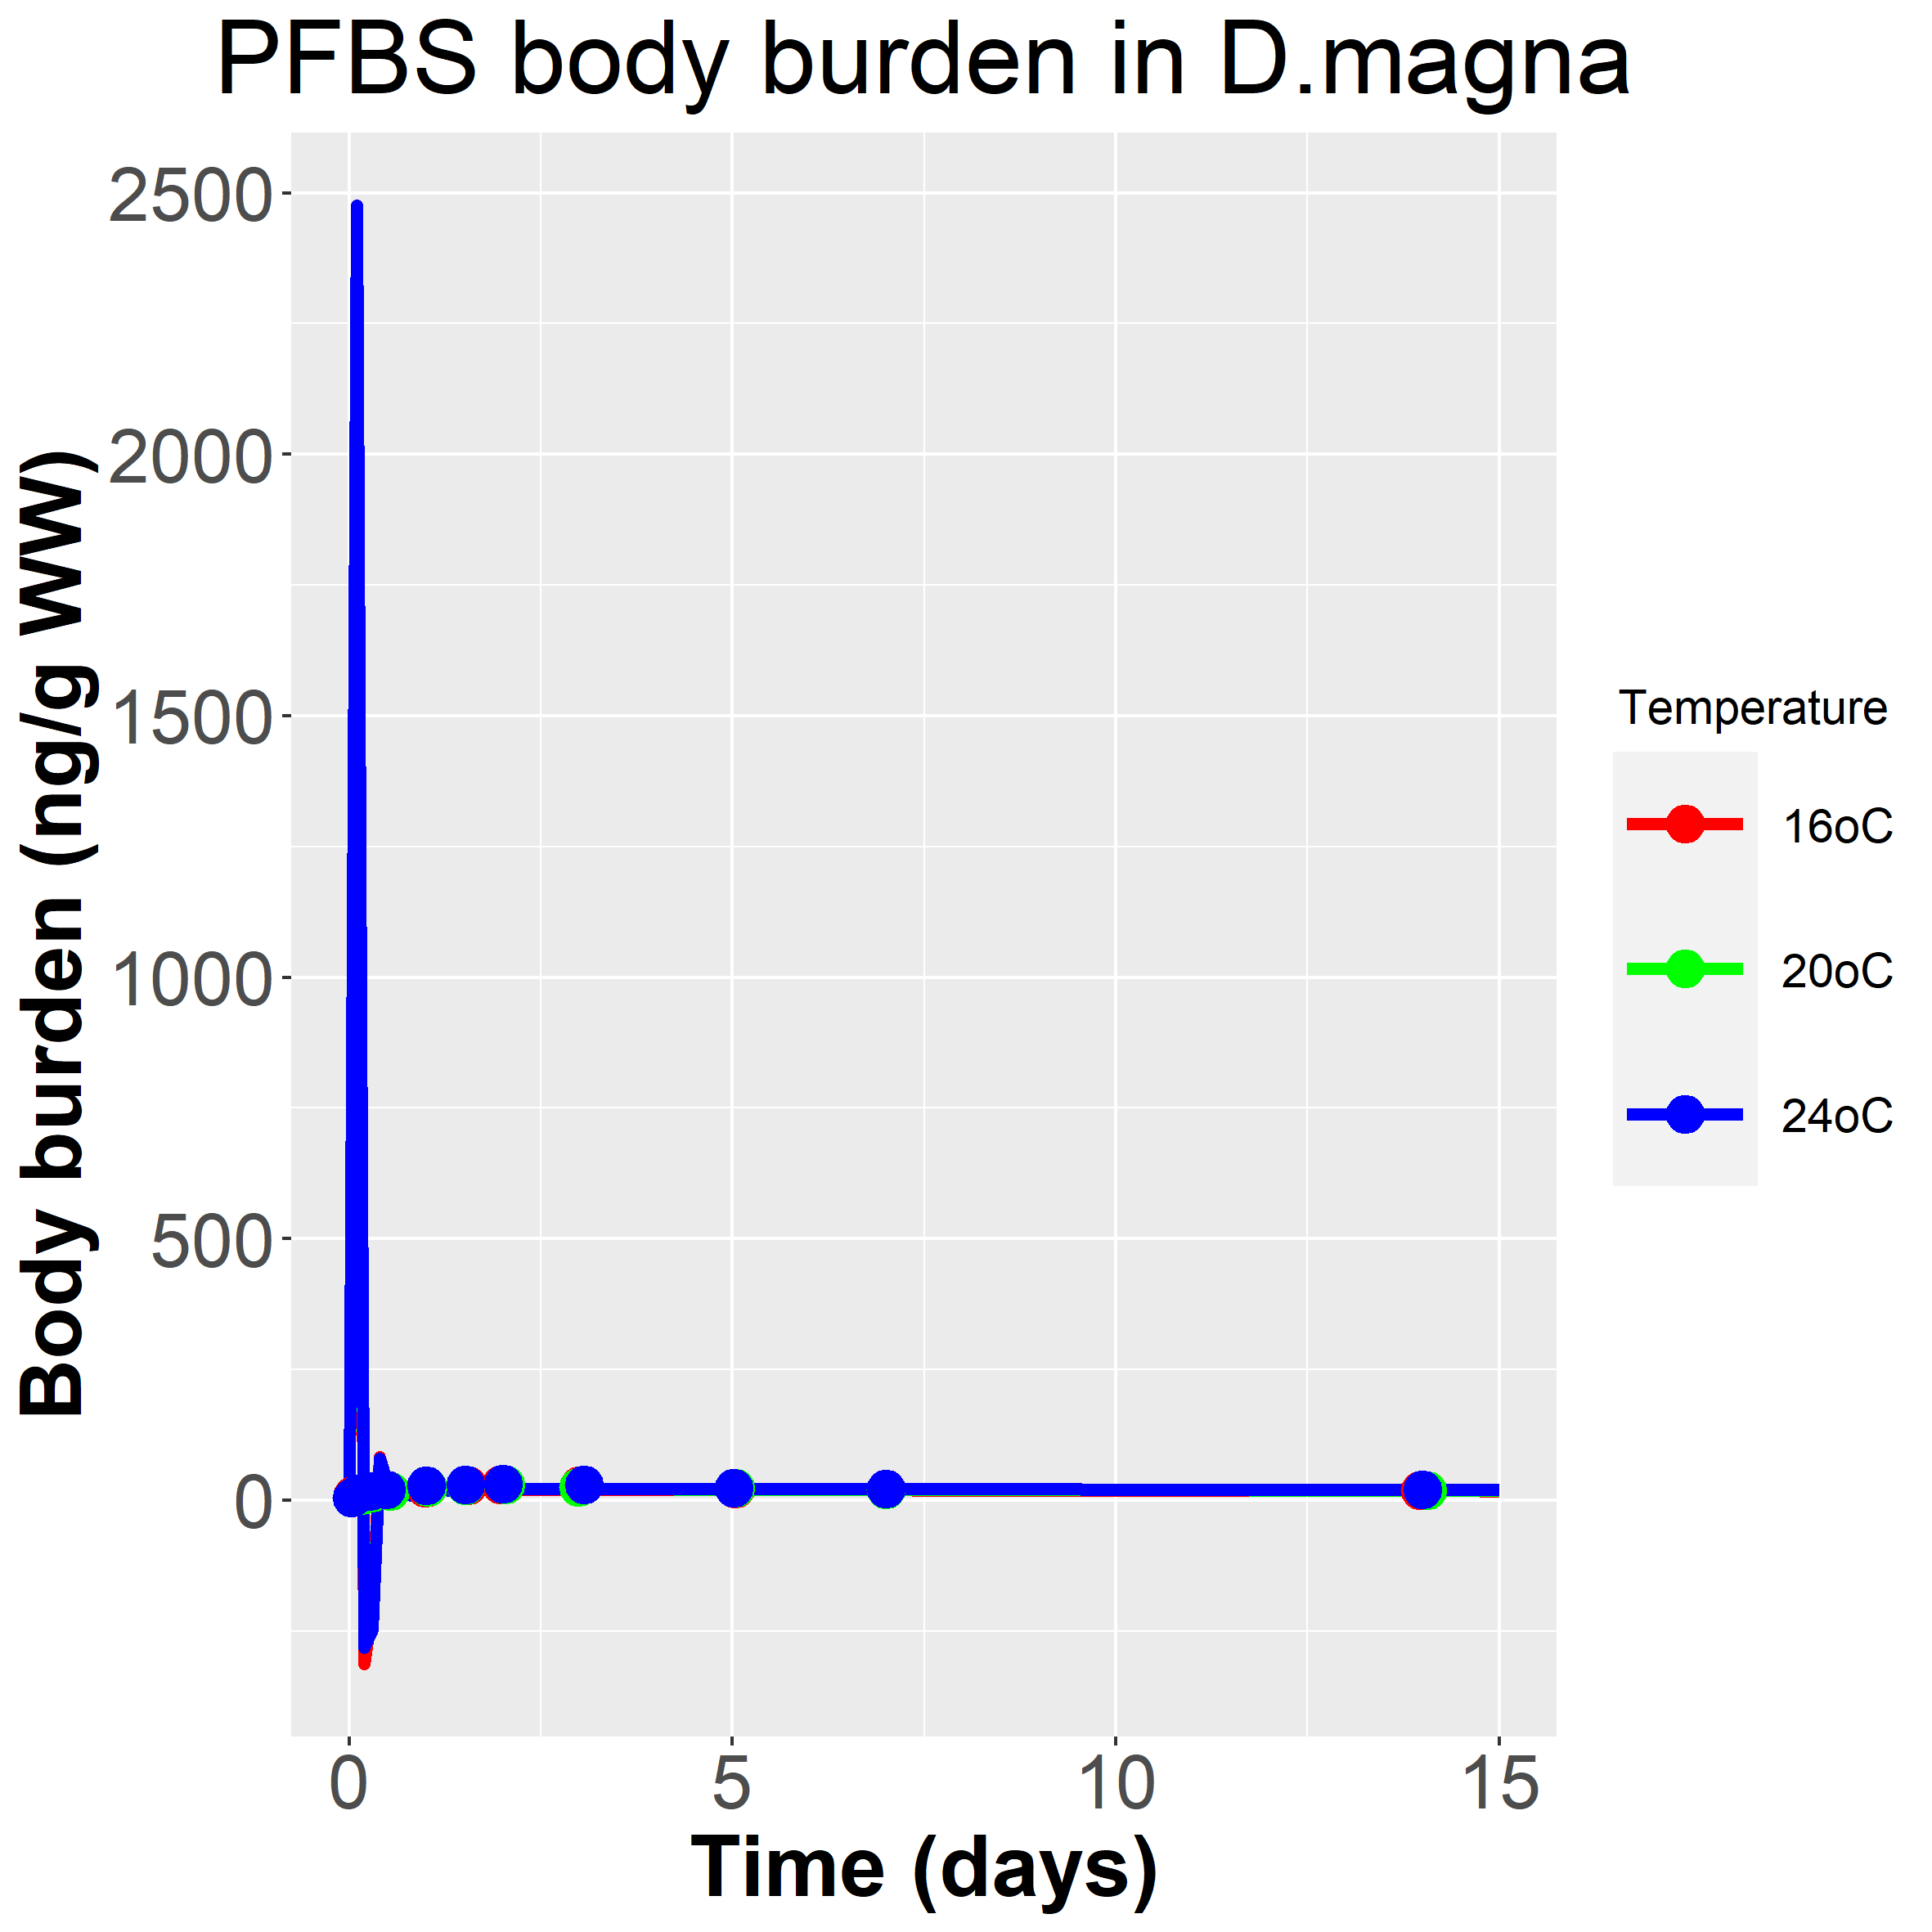 PFBS body burden in D.magna
Body burden (ng/g WW)
2500
2000
1500
1000
500
0
0
5
10
15
Time (days)
Temperature
16oC
20oC
24oC